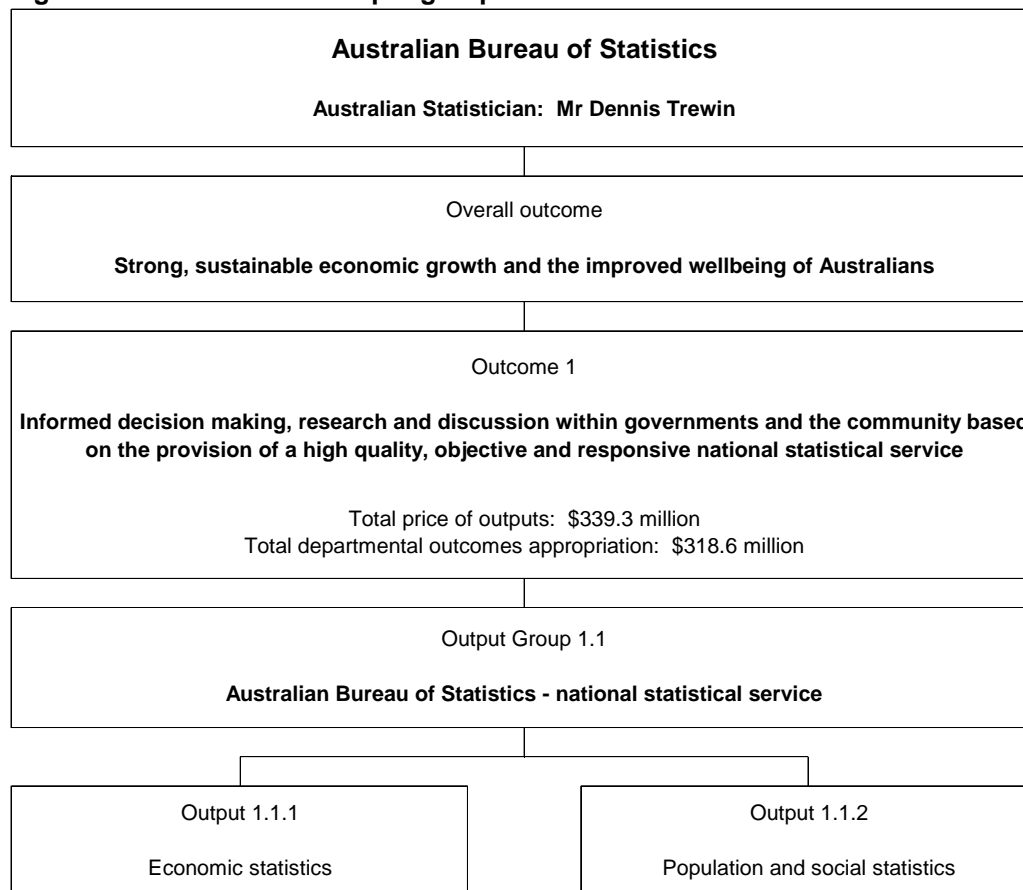 Australian Bureau of Statistics
Australian Statistician: Mr Dennis Trewin
Overall outcome
Strong, sustainable economic growth and the improved wellbeing of Australians
Outcome 1
Informed decision making, research and discussion within governments and the community based
on the provision of a high quality, objective and responsive national statistical service
Total price of outputs: $339.3 million
Total departmental outcomes appropriation: $318.6 million
Output Group 1.1
Australian Bureau of Statistics - national statistical service
Output 1.1.1
Economic statistics
Output 1.1.2
Population and social statistics